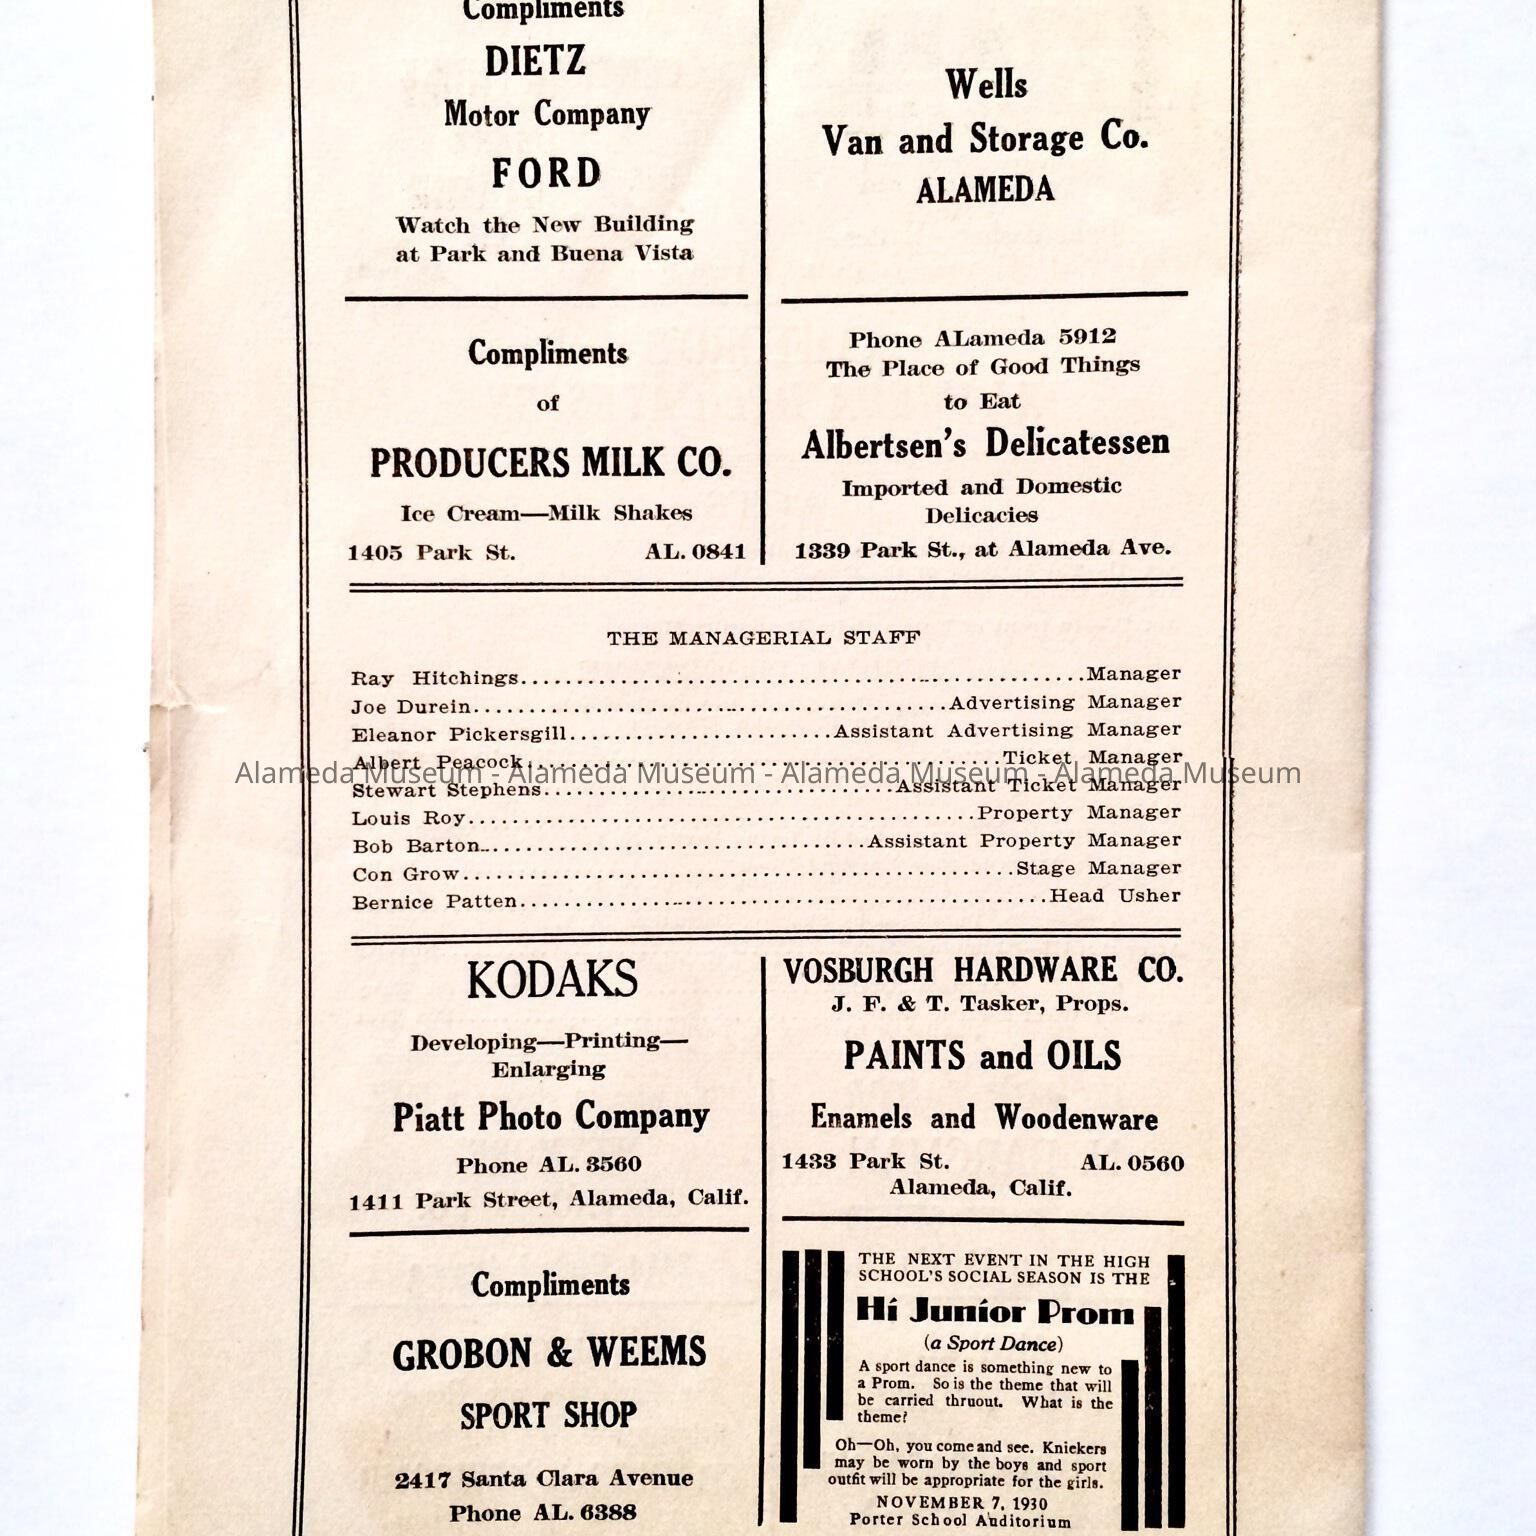 Compliments
DIETZ
Motor Company
FORD
Watch the New Building
at Park and Buena Vista
Wells
Van and Storage Co.
ALAMEDA
Compliments
of
PRODUCERS MILK CO.
Ice Cream—Milk Shakes
1405 Park St. AL. 0841
Phone ALameda 5912
The Place of Good Things
to Eat
Albertsen's Delicatessen
Imported and Domestic
Delicacies
1339 Park St., at Alameda Ave.
THE MANAGERIAL STAFF
Ray Hitchings........Manager
Joe Durein........Advertising Manager
Eleanor Pickersgill........Assistant Advertising Manager
Albert Peacock........Ticket Manager
Alameda Museum - Alameda Museum - Alameda Museum - Alameda Museum
Stewart Stephens........Assistant Ticket Manager
Louis Roy........Property Manager
Bob Barton........Assistant Property Manager
Con Grow........Stage Manager
Bernice Patten........Head Usher
KODAKS
Developing—Printing—
Enlarging
Piatt Photo Company
Phone AL. 3560
1411 Park Street, Alameda, Calif.
VOSBURGH HARDWARE CO.
J. F. & T. Tasker, Props.
PAINTS and OILS
Enamels and Woodenware
1433 Park St. AL. 0560
Alameda, Calif.
Compliments
GROBON & WEEMS
SPORT SHOP
2417 Santa Clara Avenue
Phone AL. 6388
THE NEXT EVENT IN THE HIGH
SCHOOL'S SOCIAL SEASON IS THE
Hi Junior Prom
(a Sport Dance)
A sport dance is something new to
a Prom. So is the theme that will
be carried thruout. What is the
theme?
Oh—Oh, you come and see. Knickers
may be worn by the boys and sport
outfit will be appropriate for the girls.
NOVEMBER 7, 1930
Porter School Auditorium